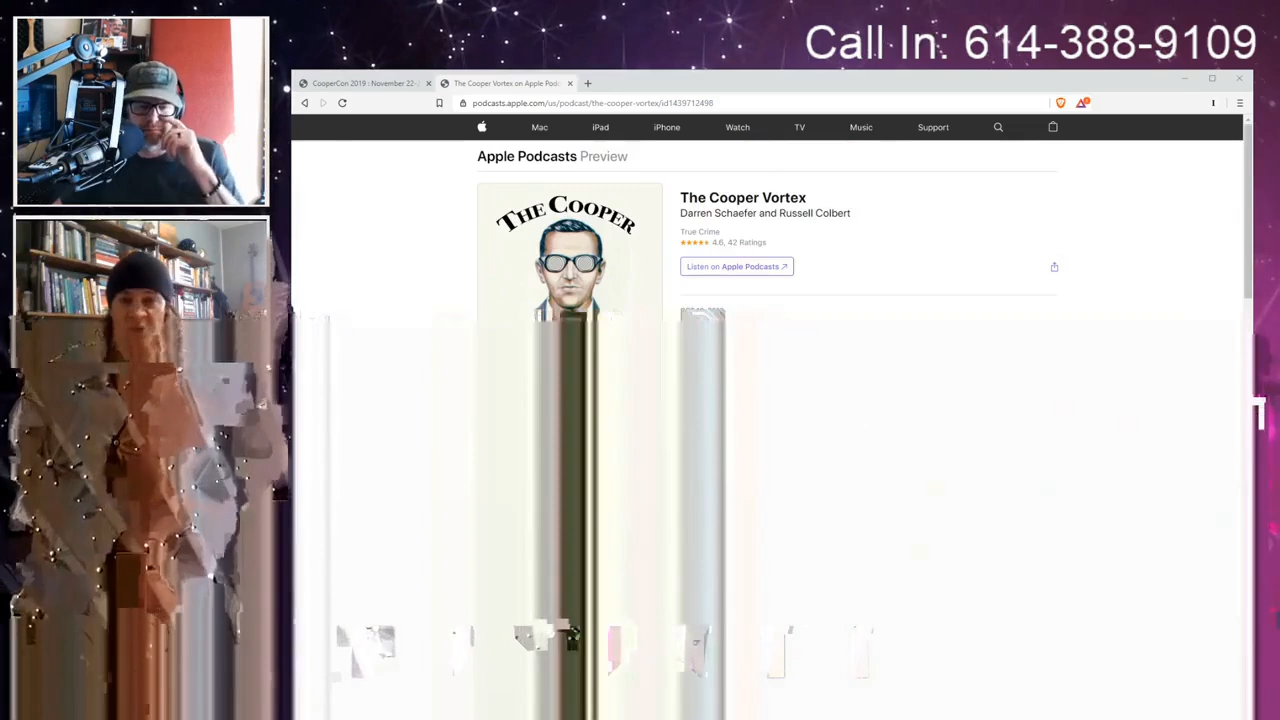 Call In: 614-388-9109
CooperCon 2019 : November 22-
The Cooper Vortex on Apple Pod
podcasts.apple.com/us/podcast/the-cooper-vortex/id1439712498
Mac iPad iPhone Watch TV Music Support
Apple Podcasts Preview
THE COOPER
The Cooper Vortex
Darren Schaefer and Russell Colbert
True Crime
4.6, 42 Ratings
Listen on Apple Podcasts ↗